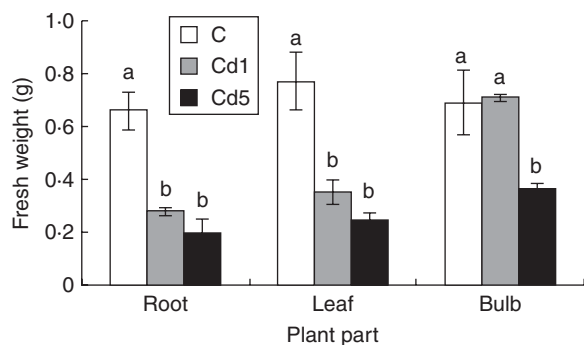 1·0
0·8
0·6
0·4
0·2
0
Fresh weight (g)
C
Cd1
Cd5
a
b
b
a
b
b
a
a
b
Root
Leaf
Bulb
Plant part